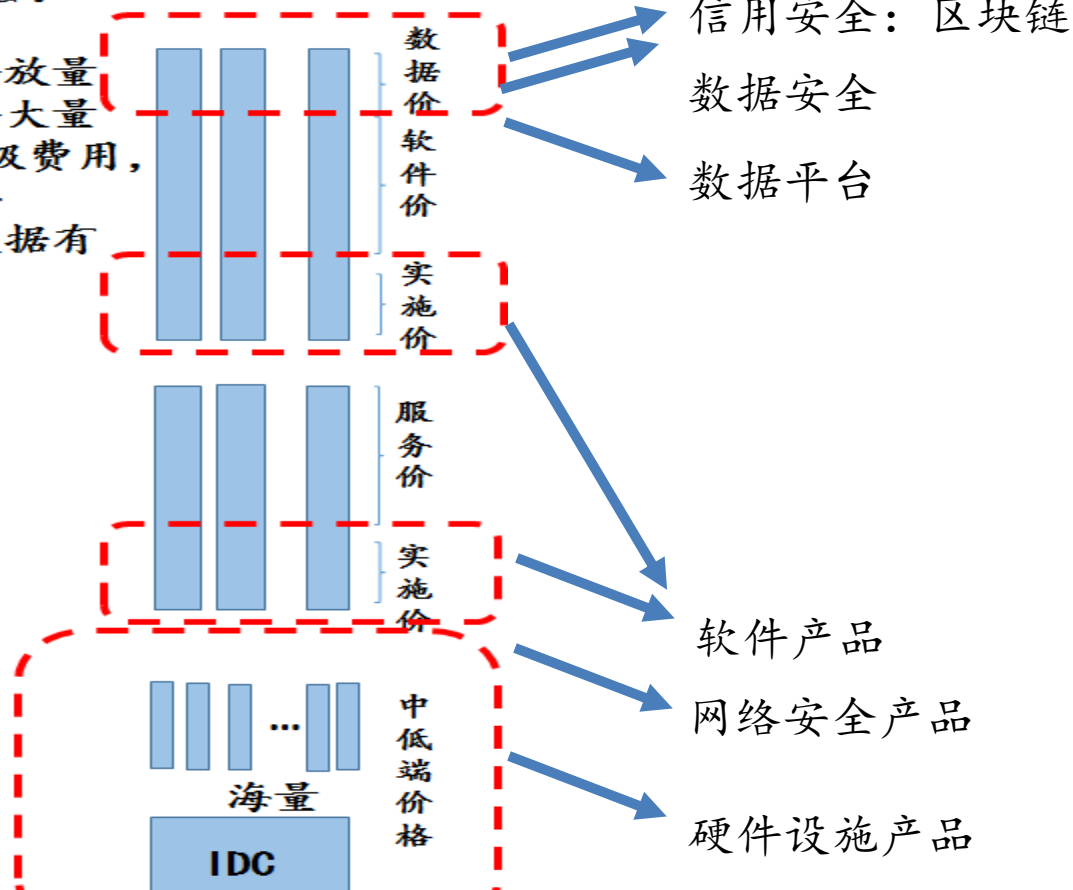 放量
大量
及费用，
据有
数据价
软件价
实施价
服务价
实施价
中低端价格
...
海量
IDC
信用安全：区块链
数据安全
数据平台
软件产品
网络安全产品
硬件设施产品